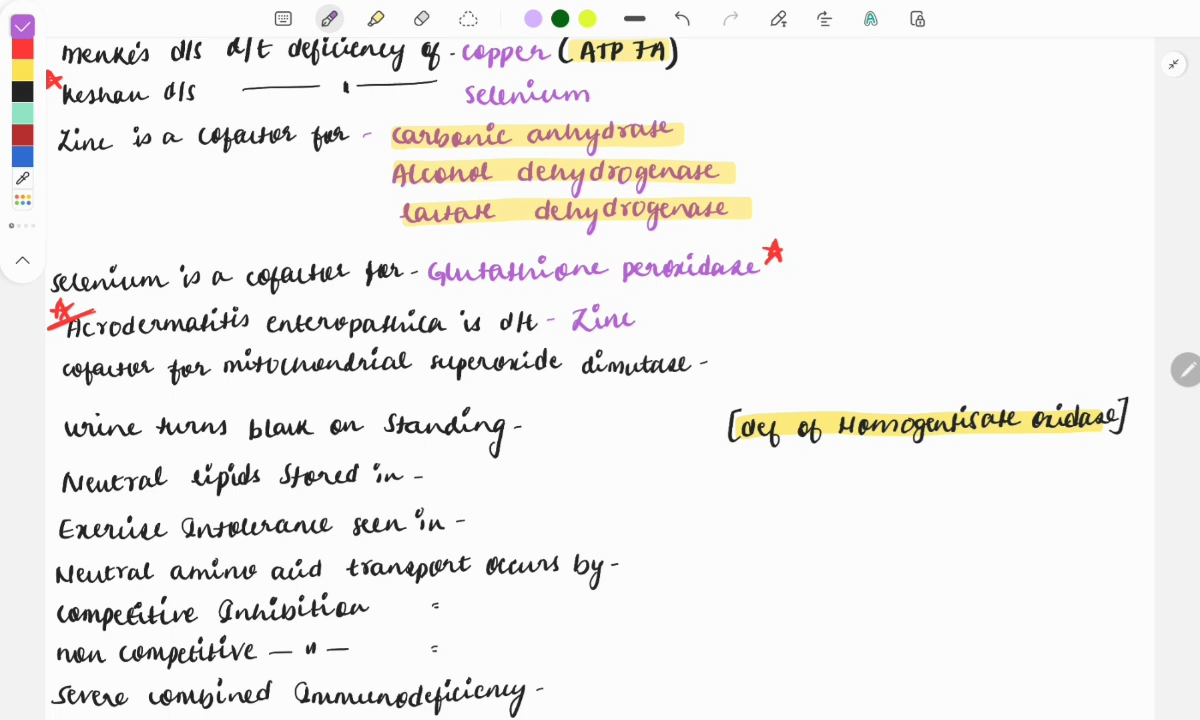 Menke's d/s d/t deficiency of - copper (ATP 7A)
Keshan d/s —— " —— Selenium
Zinc is a cofactor for - carbonic anhydrase
Alcohol dehydrogenase
lactate dehydrogenase
Selenium is a cofactor for - Glutathione peroxidase
Acrodermatitis enteropathica is d/t - Zinc
cofactor for mitochondrial superoxide dimutase -
Urine turns black on standing - [def of Homogentisate oxidase]
Neutral lipids stored in -
Exercise Intolerance seen in -
Neutral amino acid transport occurs by -
Competitive Inhibition =
non competitive — " — =
Severe combined Immunodeficiency -